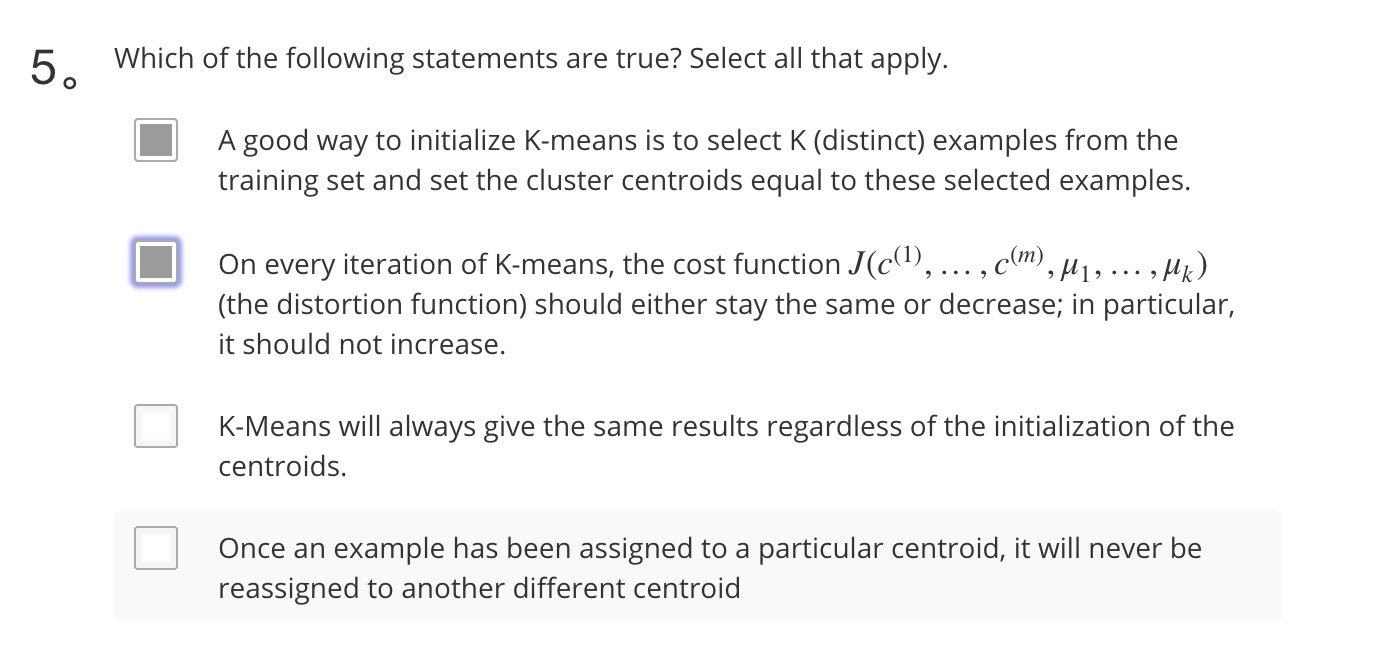 5。 Which of the following statements are true? Select all that apply.
A good way to initialize K-means is to select K (distinct) examples from the
training set and set the cluster centroids equal to these selected examples.
On every iteration of K-means, the cost function J(c⁽¹⁾, … , c⁽ᵐ⁾, μ₁, … , μₖ)
(the distortion function) should either stay the same or decrease; in particular,
it should not increase.
K-Means will always give the same results regardless of the initialization of the
centroids.
Once an example has been assigned to a particular centroid, it will never be
reassigned to another different centroid